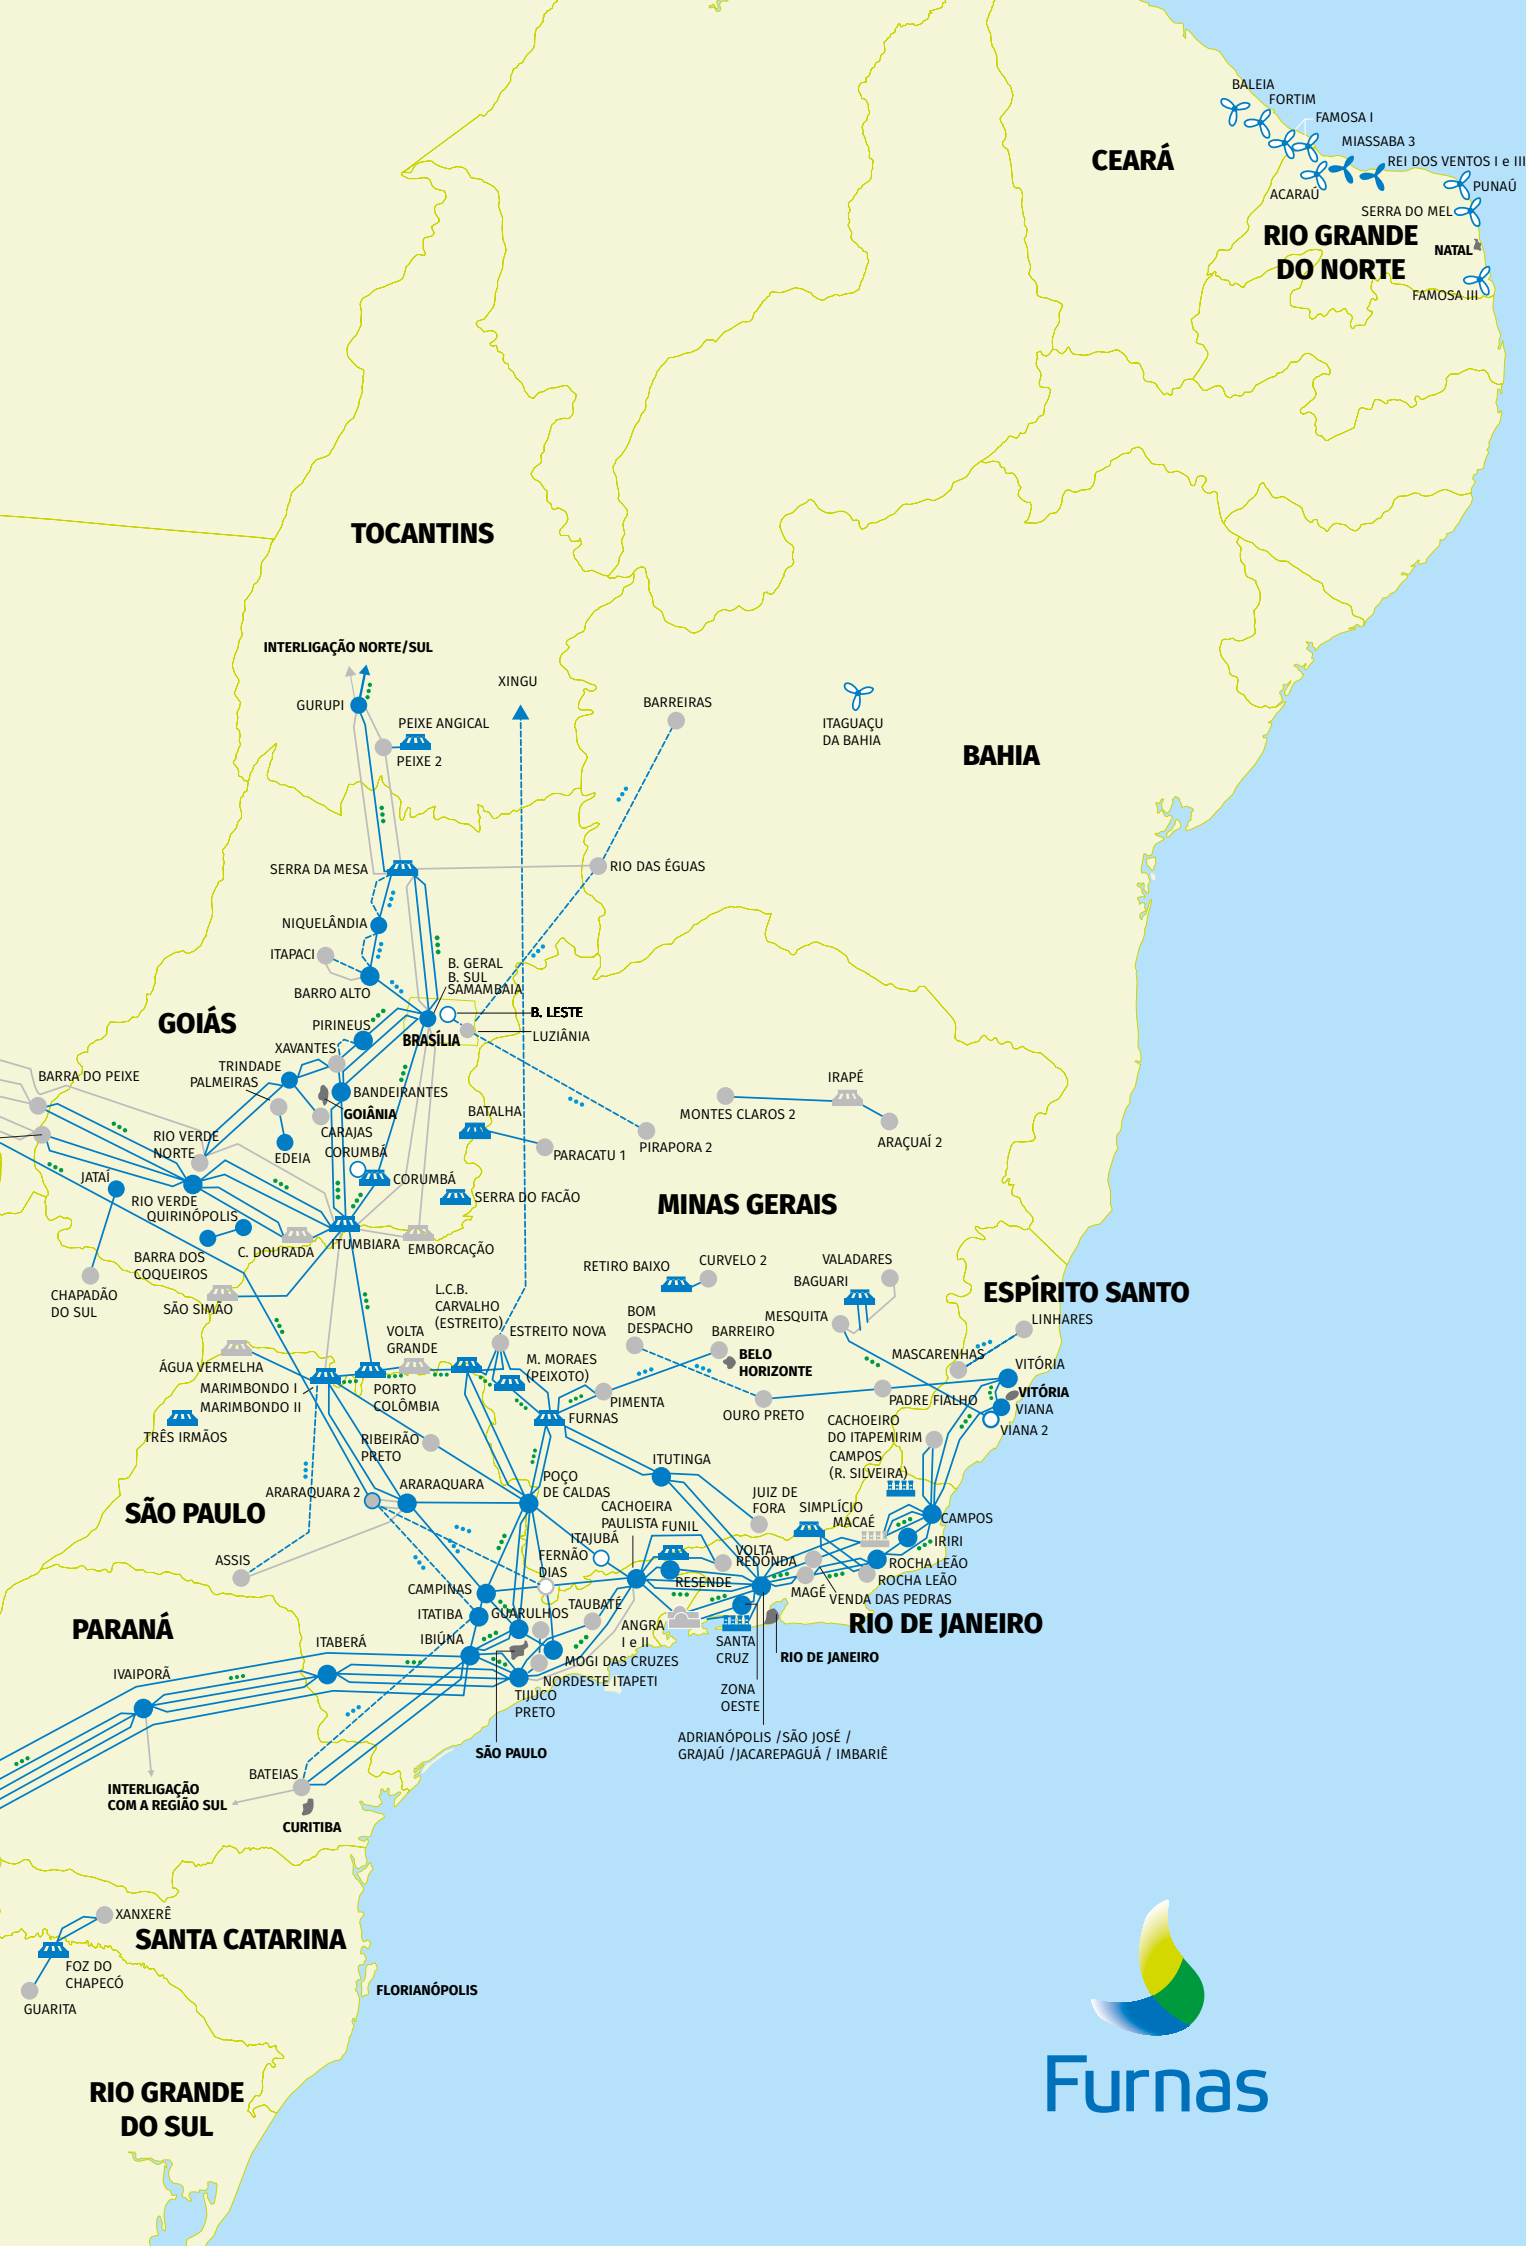 BALEIA
FORTIM
FAMOSA I
MIASSABA 3
REI DOS VENTOS I e III
CEARÁ
ACARAÚ
PUNAÚ
SERRA DO MEL
RIO GRANDE
DO NORTE
NATAL
FAMOSA III
TOCANTINS
INTERLIGAÇÃO NORTE/SUL
XINGU
GURUPI
BARREIRAS
PEIXE ANGICAL
PEIXE 2
ITAGUAÇU
DA BAHIA
BAHIA
SERRA DA MESA
RIO DAS ÉGUAS
NIQUELÂNDIA
ITAPACI
BARRO ALTO
B. GERAL
B. SUL
SAMAMBAIA
B. LESTE
GOIÁS
PIRINEUS
BRASÍLIA
LUZIÂNIA
XAVANTES
TRINDADE
PALMEIRAS
BARRA DO PEIXE
BANDEIRANTES
GOIÂNIA
CARAJAS
BATALHA
IRAPÉ
MONTES CLAROS 2
ARAÇUAÍ 2
PIRAPORA 2
PARACATU 1
RIO VERDE
NORTE
EDEIA
CORUMBÁ
CORUMBÁ
JATAÍ
RIO VERDE
QUIRINÓPOLIS
SERRA DO FACÃO
MINAS GERAIS
C. DOURADA
ITUMBIARA
EMBORCAÇÃO
BARRA DOS
COQUEIROS
CHAPADÃO
DO SUL
SÃO SIMÃO
RETIRO BAIXO
CURVELO 2
VALADARES
BAGUARI
ESPÍRITO SANTO
L.C.B.
CARVALHO
(ESTREITO)
ESTREITO NOVA
BOM
DESPACHO
MESQUITA
LINHARES
VOLTA
GRANDE
BARREIRO
BELO
HORIZONTE
MASCARENHAS
VITÓRIA
ÁGUA VERMELHA
M. MORAES
(PEIXOTO)
MARIMBONDO I
MARIMBONDO II
PORTO
COLÔMBIA
PIMENTA
PADRE FIALHO
VITÓRIA
VIANA
VIANA 2
TRÊS IRMÃOS
FURNAS
OURO PRETO
CACHOEIRO
DO ITAPEMIRIM
RIBEIRÃO
PRETO
ITUTINGA
CAMPOS
(R. SILVEIRA)
ARARAQUARA 2
ARARAQUARA
POÇO
DE CALDAS
JUIZ DE
FORA
SÃO PAULO
CACHOEIRA
PAULISTA
FUNIL
SIMPLÍCIO
MACAÉ
CAMPOS
ITAJUBÁ
IRIRI
ASSIS
FERNÃO
DIAS
VOLTA
REDONDA
ROCHA LEÃO
ROCHA LEÃO
CAMPINAS
RESENDE
MAGÉ
VENDA DAS PEDRAS
ITATIBA
GUARULHOS
TAUBATÉ
RIO DE JANEIRO
PARANÁ
ITABERÁ
IBIÚNA
ANGRA
I e II
SANTA
CRUZ
RIO DE JANEIRO
MOGI DAS CRUZES
IVAIPORÃ
NORDESTE ITAPETI
TIJUCO
PRETO
ZONA
OESTE
SÃO PAULO
ADRIANÓPOLIS /SÃO JOSÉ /
GRAJAÚ /JACAREPAGUÁ / IMBARIÊ
BATEIAS
INTERLIGAÇÃO
COM A REGIÃO SUL
CURITIBA
XANXERÊ
SANTA CATARINA
FOZ DO
CHAPECÓ
GUARITA
FLORIANÓPOLIS
RIO GRANDE
DO SUL
Furnas